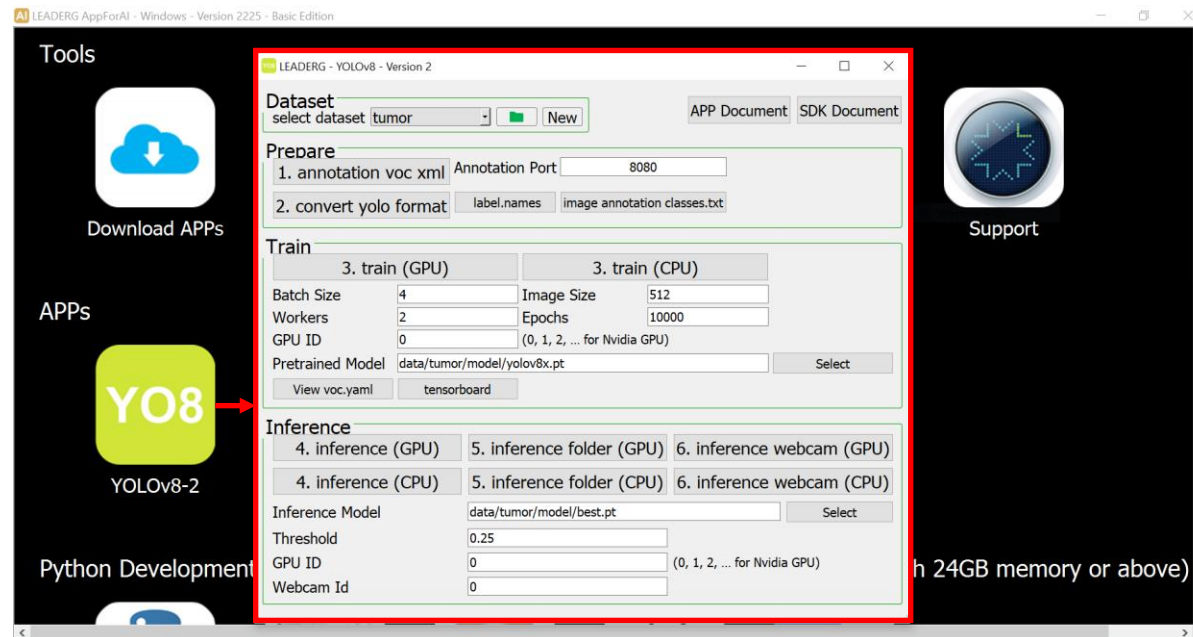 AI LEADERG AppForAI - Windows - Version 2225 - Basic Edition
Tools
Download APPs
Support
APPs
YO8
YOLOv8-2
Python Development
h 24GB memory or above)
YO8 LEADERG - YOLOv8 - Version 2
Dataset
select dataset tumor New
APP Document SDK Document
Prepare
1. annotation voc xml Annotation Port 8080
2. convert yolo format label.names image annotation classes.txt
Train
3. train (GPU) 3. train (CPU)
Batch Size 4 Image Size 512
Workers 2 Epochs 10000
GPU ID 0 (0, 1, 2, ... for Nvidia GPU)
Pretrained Model data/tumor/model/yolov8x.pt Select
View voc.yaml tensorboard
Inference
4. inference (GPU) 5. inference folder (GPU) 6. inference webcam (GPU)
4. inference (CPU) 5. inference folder (CPU) 6. inference webcam (CPU)
Inference Model data/tumor/model/best.pt Select
Threshold 0.25
GPU ID 0 (0, 1, 2, ... for Nvidia GPU)
Webcam Id 0